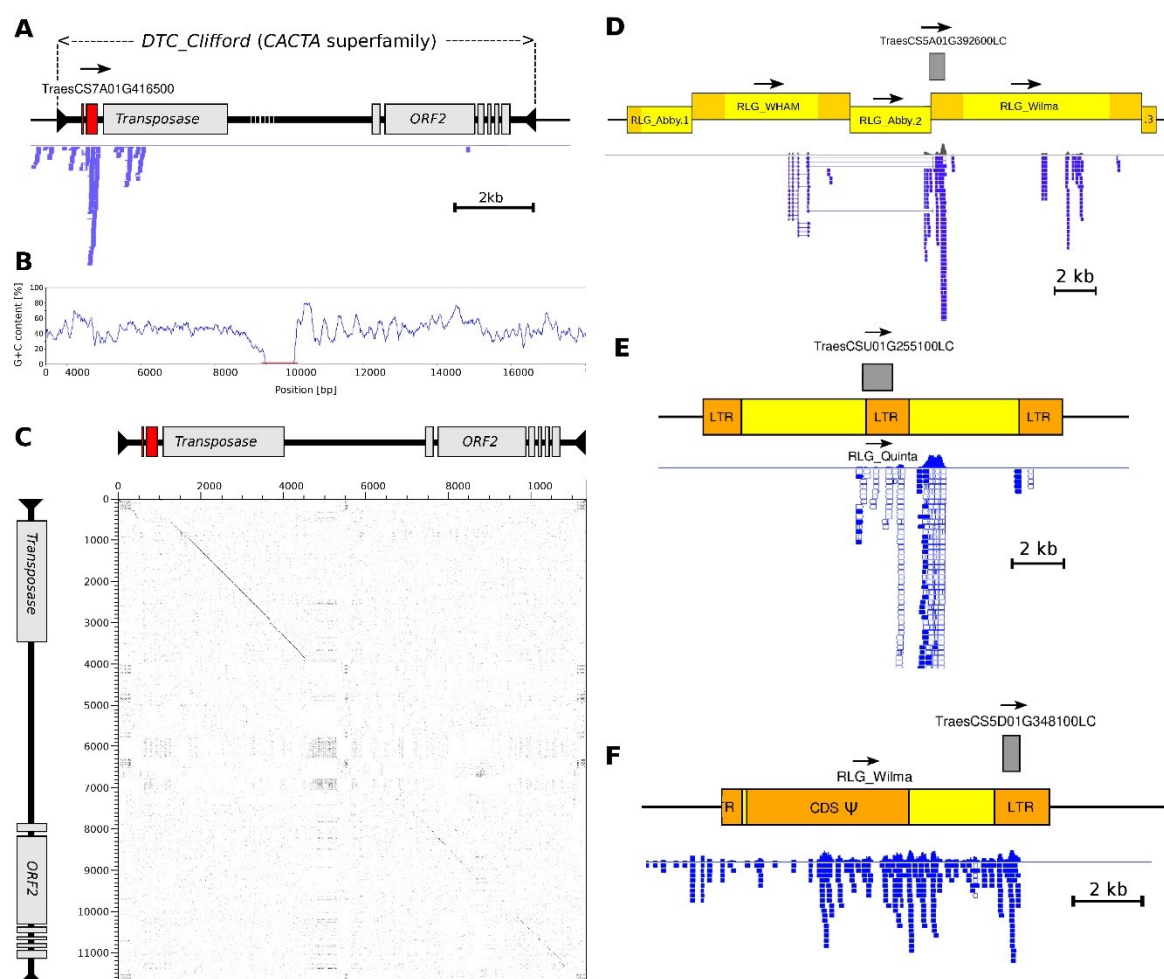 A
DTC_Clifford (CACTA superfamily)
TraesCS7A01G416500
Transposase
ORF2
2kb
B
G+C content [%]
100
80
60
40
20
0
4000 6000 8000 10000 12000 14000 16000
Position [bp]
C
Transposase
ORF2
0 2000 4000 6000 8000 1000
0
1000
2000
3000
4000
5000
6000
7000
8000
9000
10000
11000
Transposase
ORF2
D
TraesCS5A01G392600LC
RLG_Abby.1
RLG_WHAM
RLG_Abby.2
RLG_Wilma
.3
2 kb
E
TraesCSU01G255100LC
LTR
LTR
LTR
RLG_Quinta
2 kb
TraesCS5D01G348100LC
F
RLG_Wilma
TR
CDS Ψ
LTR
2 kb